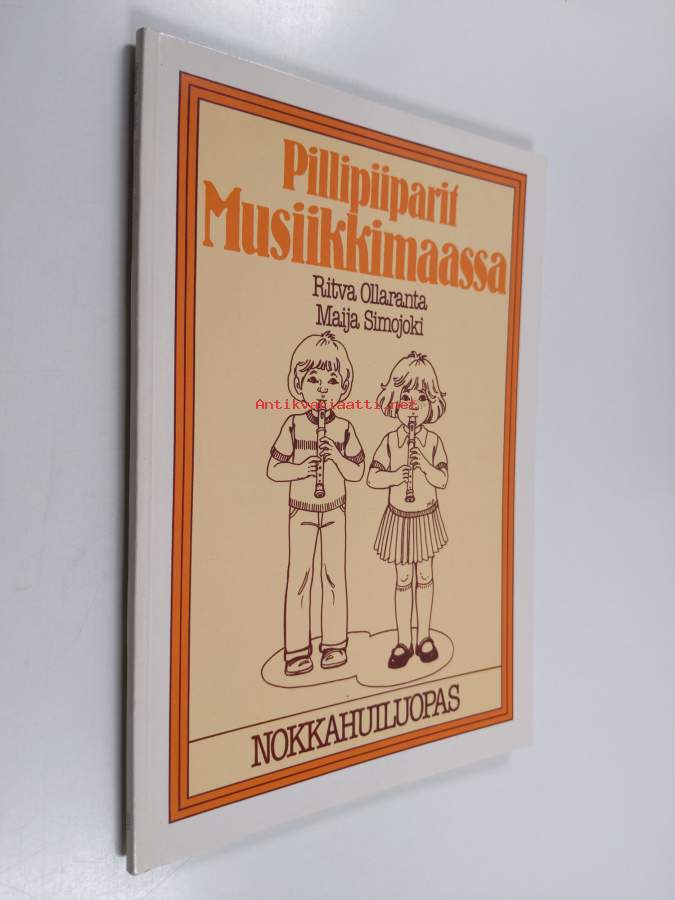 Pillipiiparit
Musiikkimaassa
Ritva Ollaranta
Maija Simojoki
Antikvariaatti.net
NOKKAHUILUOPAS